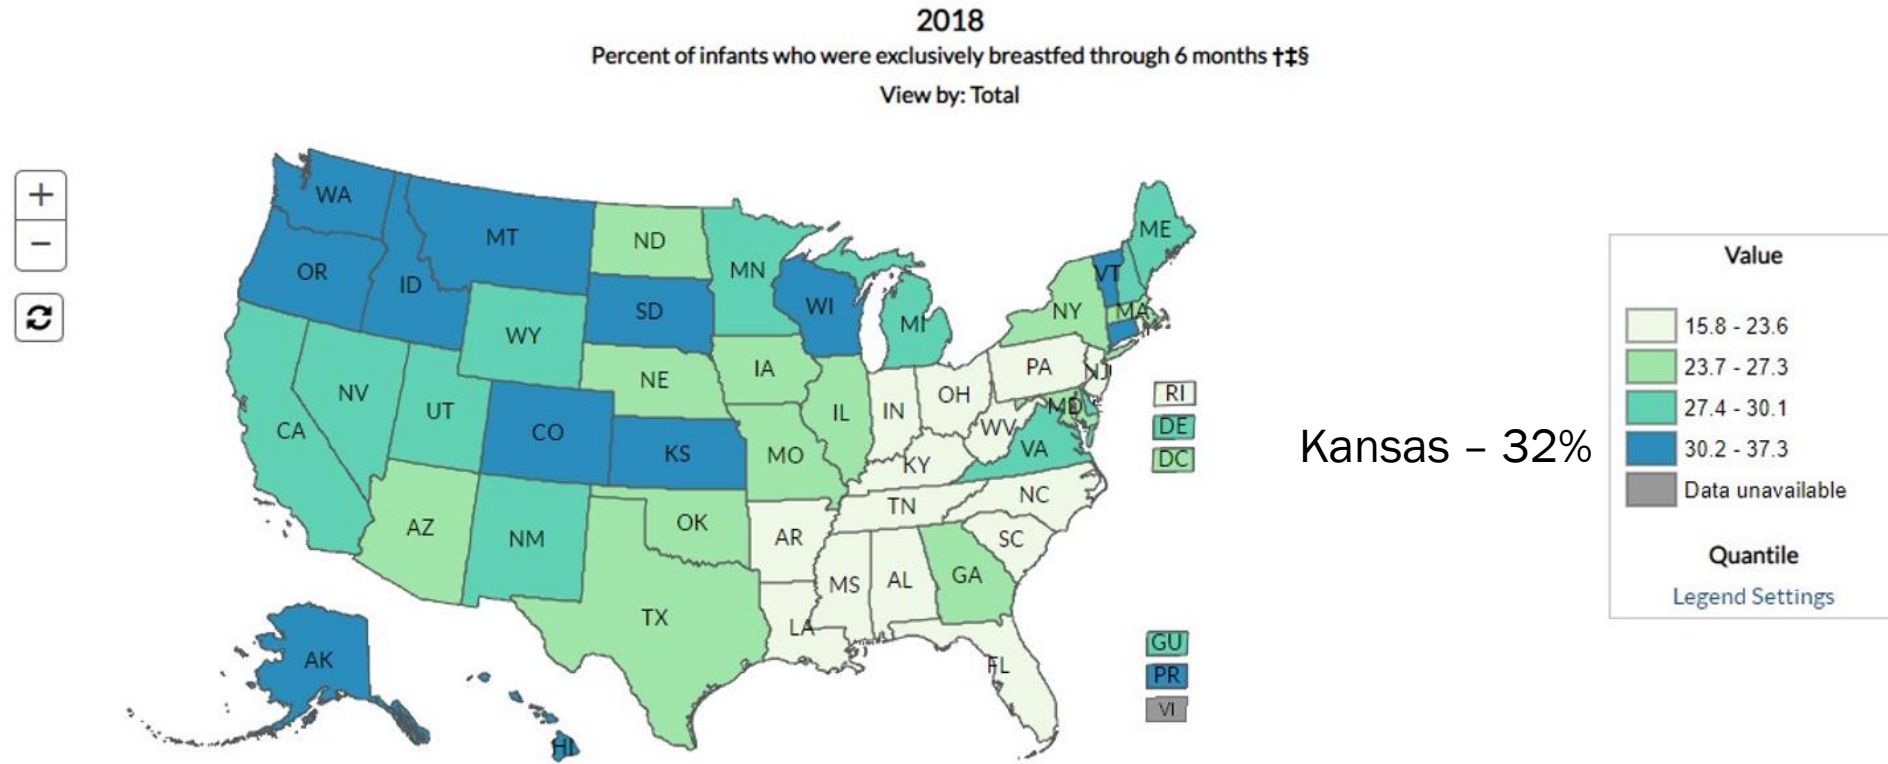 2018
Percent of infants who were exclusively breastfed through 6 months †‡§
View by: Total
+
−
WA
MT
ND
MN
ME
OR
ID
SD
WI
VT
WY
MI
NY
MA
NE
IA
PA
NJ
NV
UT
CO
KS
IL
IN
OH
MD
RI
CA
MO
WV
VA
DE
KY
DC
AZ
NM
OK
AR
TN
NC
SC
TX
MS
AL
GA
LA
FL
AK
HI
GU
PR
VI
Kansas – 32%
Value
15.8 - 23.6
23.7 - 27.3
27.4 - 30.1
30.2 - 37.3
Data unavailable
Quantile
Legend Settings